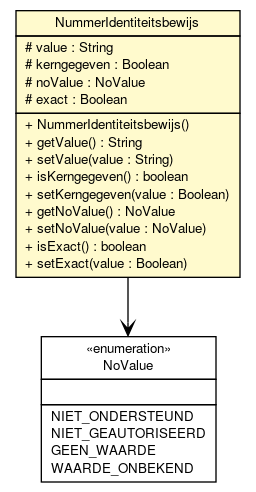 NummerIdentiteitsbewijs
# value : String
# kerngegeven : Boolean
# noValue : NoValue
# exact : Boolean
+ NummerIdentiteitsbewijs()
+ getValue() : String
+ setValue(value : String)
+ isKerngegeven() : boolean
+ setKerngegeven(value : Boolean)
+ getNoValue() : NoValue
+ setNoValue(value : NoValue)
+ isExact() : boolean
+ setExact(value : Boolean)
«enumeration»
NoValue
NIET_ONDERSTEUND
NIET_GEAUTORISEERD
GEEN_WAARDE
WAARDE_ONBEKEND